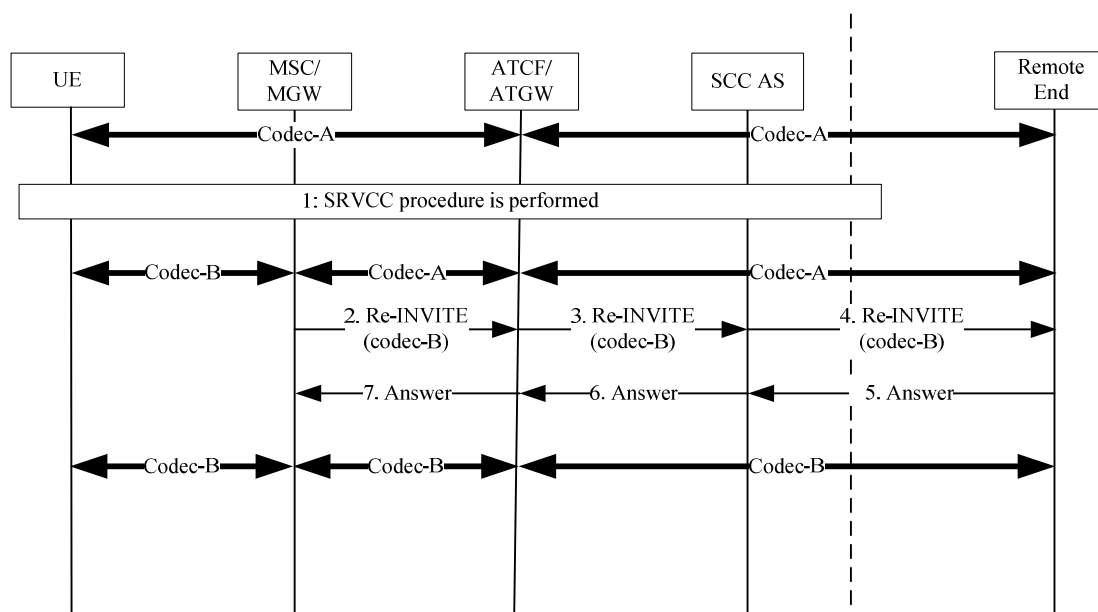 UE
MSC/
MGW
ATCF/
ATGW
SCC AS
Remote
End
Codec-A
Codec-A
1: SRVCC procedure is performed
Codec-B
Codec-A
Codec-A
2. Re-INVITE
(codec-B)
3. Re-INVITE
(codec-B)
4. Re-INVITE
(codec-B)
7. Answer
6. Answer
5. Answer
Codec-B
Codec-B
Codec-B